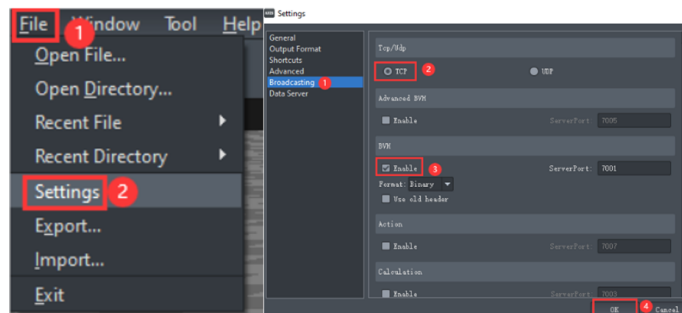 File Window Tool Help
1
Open File...
Open Directory...
Recent File
Recent Directory
Settings 2
Export...
Import...
Exit
Settings
General
Output Format
Shortcuts
Advanced
Broadcasting 1
Data Server
Tcp/Udp
TCP 2 UDP
Advanced BVH
Enable ServerPort: 7005
BVH
Enable 3 ServerPort: 7001
Format: Binary
Use old header
Action
Enable ServerPort: 7007
Calculation
Enable ServerPort: 7003
OK 4 Cancel